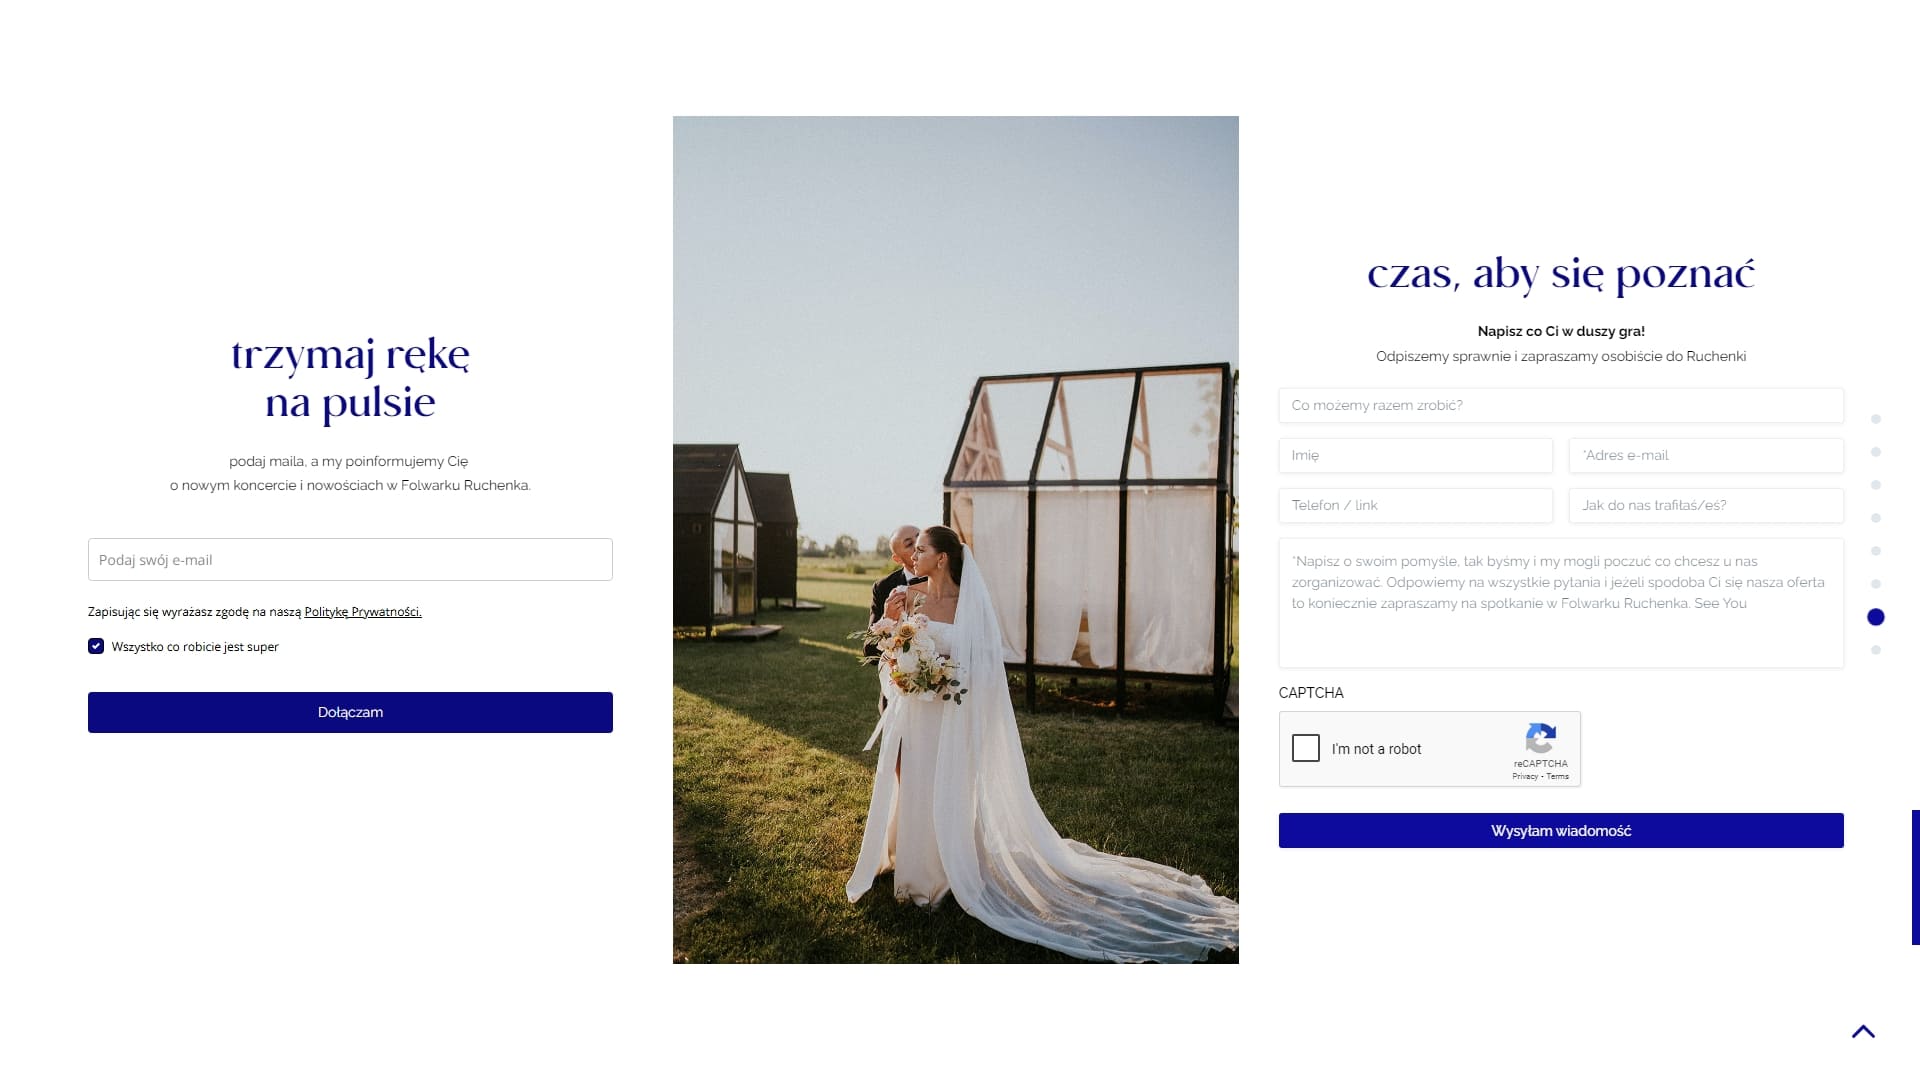 trzymaj rękę
na pulsie
podaj maila, a my poinformujemy Cię
o nowym koncercie i nowościach w Folwarku Ruchenka.
Podaj swój e-mail
Zapisując się wyrażasz zgodę na naszą Politykę Prywatności.
Wszystko co robicie jest super
Dołączam
czas, aby się poznać
Napisz co Ci w duszy gra!
Odpiszemy sprawnie i zapraszamy osobiście do Ruchenki
Co możemy razem zrobić?
Imię
*Adres e-mail
Telefon / link
Jak do nas trafiłaś/eś?
*Napisz o swoim pomyśle, tak byśmy i my mogli poczuć co chcesz u nas
zorganizować. Odpowiemy na wszystkie pytania i jeżeli spodoba Ci się nasza oferta
to koniecznie zapraszamy na spotkanie w Folwarku Ruchenka. See You
CAPTCHA
I'm not a robot
reCAPTCHA
Privacy - Terms
Wysyłam wiadomość